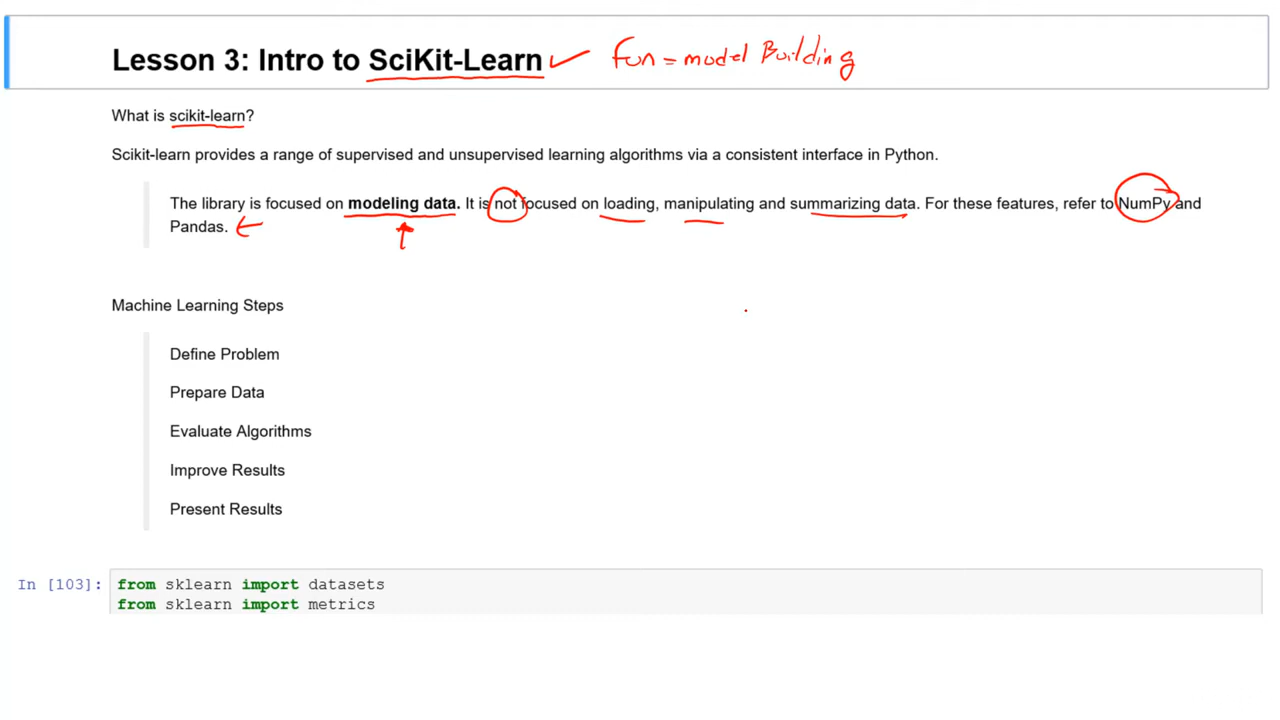 Lesson 3: Intro to SciKit-Learn fun = model Building
What is scikit-learn?
Scikit-learn provides a range of supervised and unsupervised learning algorithms via a consistent interface in Python.
The library is focused on modeling data. It is not focused on loading, manipulating and summarizing data. For these features, refer to NumPy and
Pandas.
Machine Learning Steps
Define Problem
Prepare Data
Evaluate Algorithms
Improve Results
Present Results
In [103]: from sklearn import datasets
from sklearn import metrics